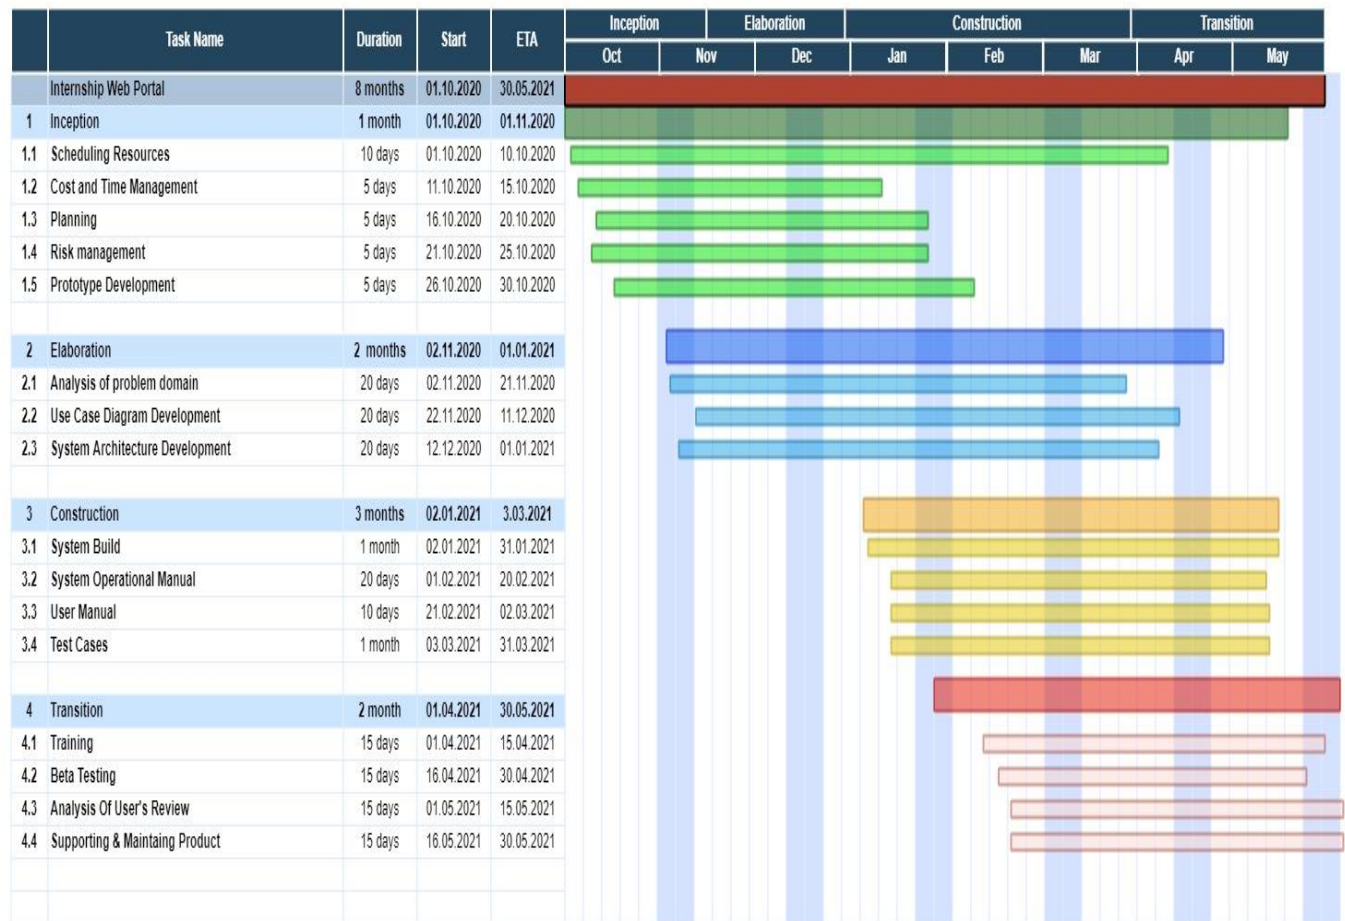 Task Name Duration Start ETA Inception Elaboration Construction Transition
Oct Nov Dec Jan Feb Mar Apr May
Internship Web Portal 8 months 01.10.2020 30.05.2021
1 Inception 1 month 01.10.2020 01.11.2020
1.1 Scheduling Resources 10 days 01.10.2020 10.10.2020
1.2 Cost and Time Management 5 days 11.10.2020 15.10.2020
1.3 Planning 5 days 16.10.2020 20.10.2020
1.4 Risk management 5 days 21.10.2020 25.10.2020
1.5 Prototype Development 5 days 26.10.2020 30.10.2020
2 Elaboration 2 months 02.11.2020 01.01.2021
2.1 Analysis of problem domain 20 days 02.11.2020 21.11.2020
2.2 Use Case Diagram Development 20 days 22.11.2020 11.12.2020
2.3 System Architecture Development 20 days 12.12.2020 01.01.2021
3 Construction 3 months 02.01.2021 3.03.2021
3.1 System Build 1 month 02.01.2021 31.01.2021
3.2 System Operational Manual 20 days 01.02.2021 20.02.2021
3.3 User Manual 10 days 21.02.2021 02.03.2021
3.4 Test Cases 1 month 03.03.2021 31.03.2021
4 Transition 2 month 01.04.2021 30.05.2021
4.1 Training 15 days 01.04.2021 15.04.2021
4.2 Beta Testing 15 days 16.04.2021 30.04.2021
4.3 Analysis Of User's Review 15 days 01.05.2021 15.05.2021
4.4 Supporting & Maintaing Product 15 days 16.05.2021 30.05.2021